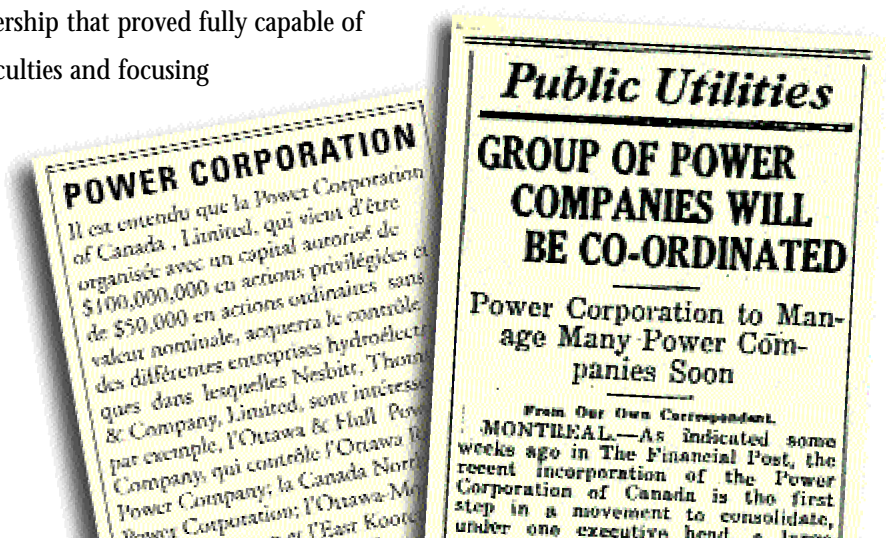 ership that proved fully capable of
culties and focusing
POWER CORPORATION
Il est entendu que la Power Corporation
of Canada , Limited, qui vient d'être
organisée avec un capital autorisé de
$100,000,000 en actions privilégiées et
de $50,000 en actions ordinaires sans
valeur nominale, acquerra le contrôle
des différentes entreprises hydroélectr
ques dans lesquelles Nesbitt, Thom
& Company, Limited, sont intéressé
par exemple, l'Ottawa & Hull Pow
Company, qui contrôle l'Ottawa
Power Company; la Canada North
Power Corporation; l'Ottawa-Mo
l'East Koote
Public Utilities
GROUP OF POWER
COMPANIES WILL
BE CO-ORDINATED
Power Corporation to Man-
age Many Power Com-
panies Soon
From Our Own Correspondent.
MONTREAL.—As indicated some
weeks ago in The Financial Post, the
recent incorporation of the Power
Corporation of Canada is the first
step in a movement to consolidate,
under one executive head, a large